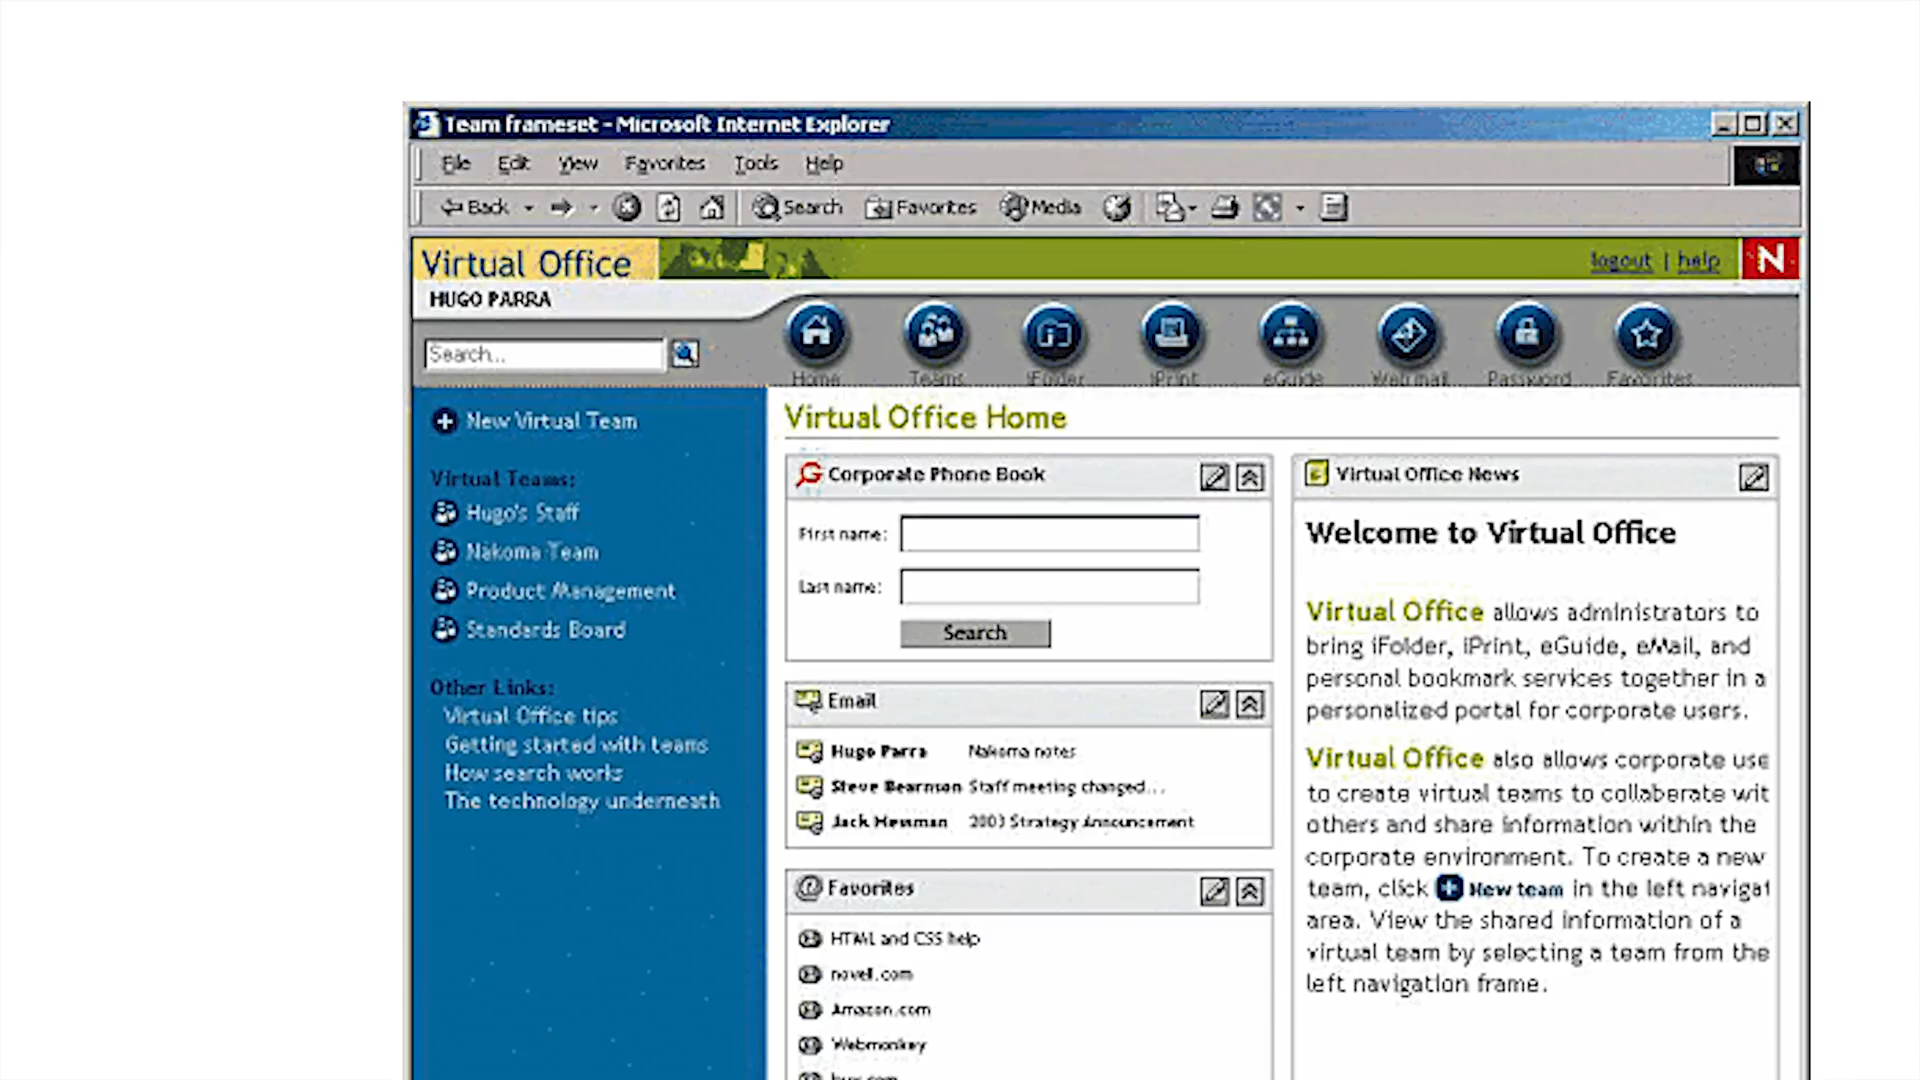 Team frameset - Microsoft Internet Explorer
File Edit View Favorites Tools Help
Back Search Favorites Media
Virtual Office
logout | help
N
HUGO PARRA
Search...
Home Teams iFolder iPrint eGuide Webmail Password Favorites
New Virtual Team
Virtual Teams:
Hugo's Staff
Nakoma Team
Product Management
Standards Board
Other Links:
Virtual Office tips
Getting started with teams
How search works
The technology underneath
Virtual Office Home
Corporate Phone Book
First name:
Last name:
Search
Email
Hugo Parra Nakoma notes
Steve Bearnson Staff meeting changed...
Jack Messman 2003 Strategy Announcement
Favorites
HTML and CSS help
novell.com
Amazon.com
Webmonkey
Virtual Office News
Welcome to Virtual Office
Virtual Office allows administrators to
bring iFolder, iPrint, eGuide, eMail, and
personal bookmark services together in a
personalized portal for corporate users.
Virtual Office also allows corporate use
to create virtual teams to collaberate wit
others and share information within the
corporate environment. To create a new
team, click New team in the left navigat
area. View the shared information of a
virtual team by selecting a team from the
left navigation frame.